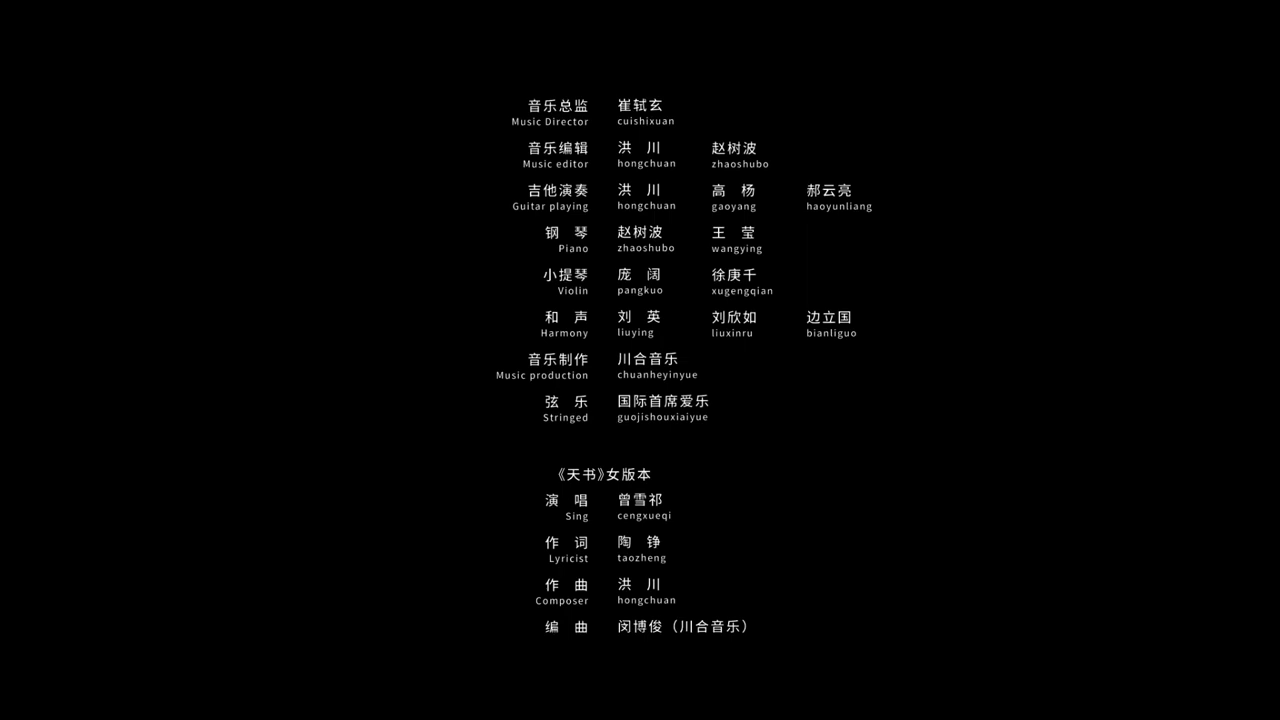 音乐总监 崔轼玄
Music Director cuishixuan
音乐编辑 洪 川 赵树波
Music editor hongchuan zhaoshubo
吉他演奏 洪 川 高 杨 郝云亮
Guitar playing hongchuan gaoyang haoyunliang
钢 琴 赵树波 王 莹
Piano zhaoshubo wangying
小提琴 庞 阔 徐庚千
Violin pangkuo xugengqian
和 声 刘 英 刘欣如 边立国
Harmony liuying liuxinru bianliguo
音乐制作 川合音乐
Music production chuanheyinyue
弦 乐 国际首席爱乐
Stringed guojishouxiaiyue
《天书》女版本
演 唱 曾雪祁
Sing cengxueqi
作 词 陶 铮
Lyricist taozheng
作 曲 洪 川
Composer hongchuan
编 曲 闵博俊（川合音乐）